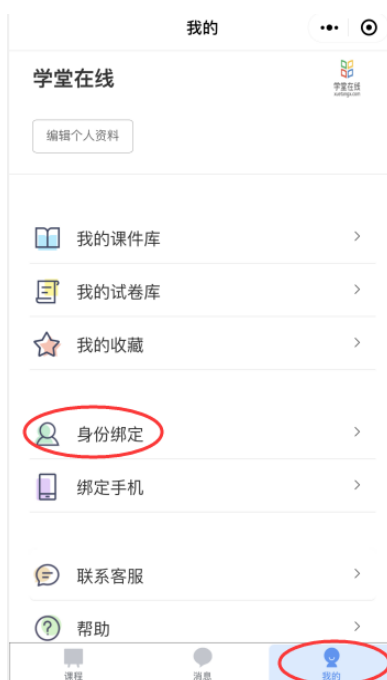 我的
学堂在线
学堂在线
xuetangx.com
编辑个人资料
我的课件库
我的试卷库
我的收藏
身份绑定
绑定手机
联系客服
帮助
课程
消息
我的